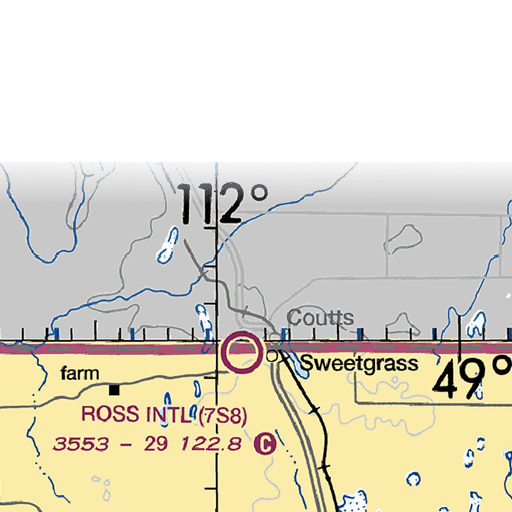 112°
Coutts
Sweetgrass
49°
farm
ROSS INTL (7S8)
3553 - 29 122.8 C